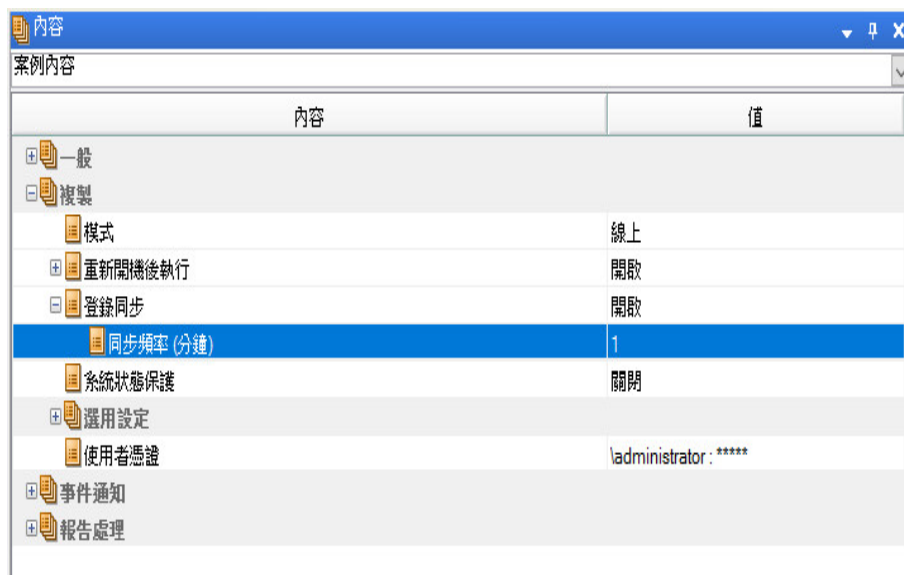 內容
案例內容
內容 值
一般
複製
模式 線上
重新開機後執行 開啟
登錄同步 開啟
同步頻率 (分鐘) 1
系統狀態保護 關閉
選用設定
使用者憑證 \administrator : *****
事件通知
報告處理